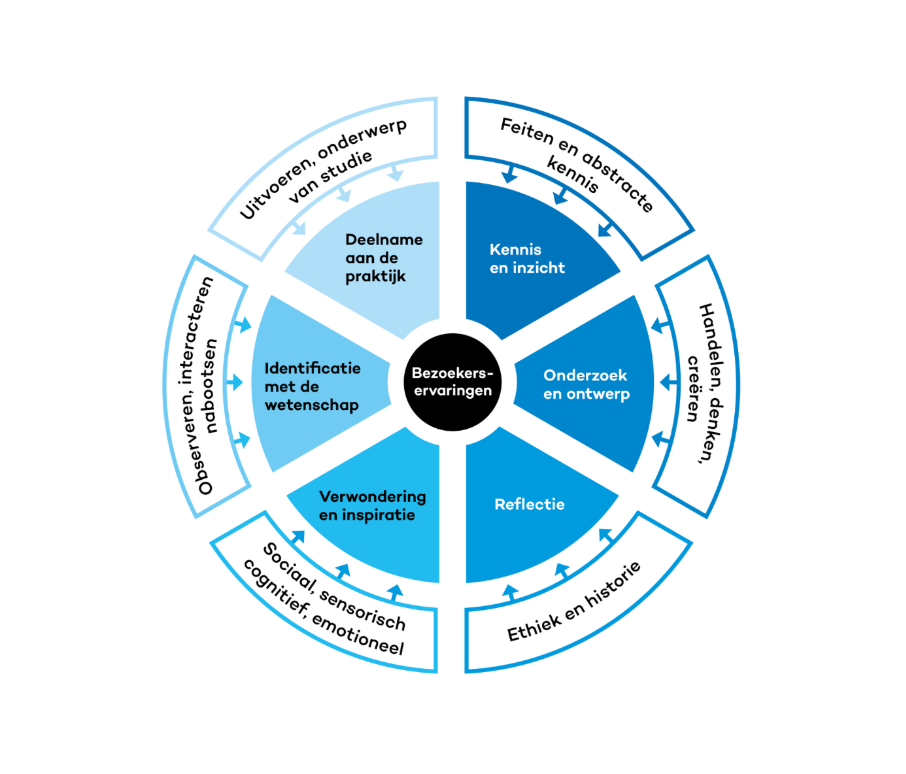 Feiten en abstracte
kennis
Kennis
en inzicht
Handelen, denken,
creëren
Onderzoek
en ontwerp
Ethiek en historie
Reflectie
Sociaal, sensorisch
cognitief, emotioneel
Verwondering
en inspiratie
Observeren, interacteren
nabootsen
Identificatie
met de
wetenschap
Uitvoeren, onderwerp
van studie
Deelname
aan de
praktijk
Bezoekers-
ervaringen